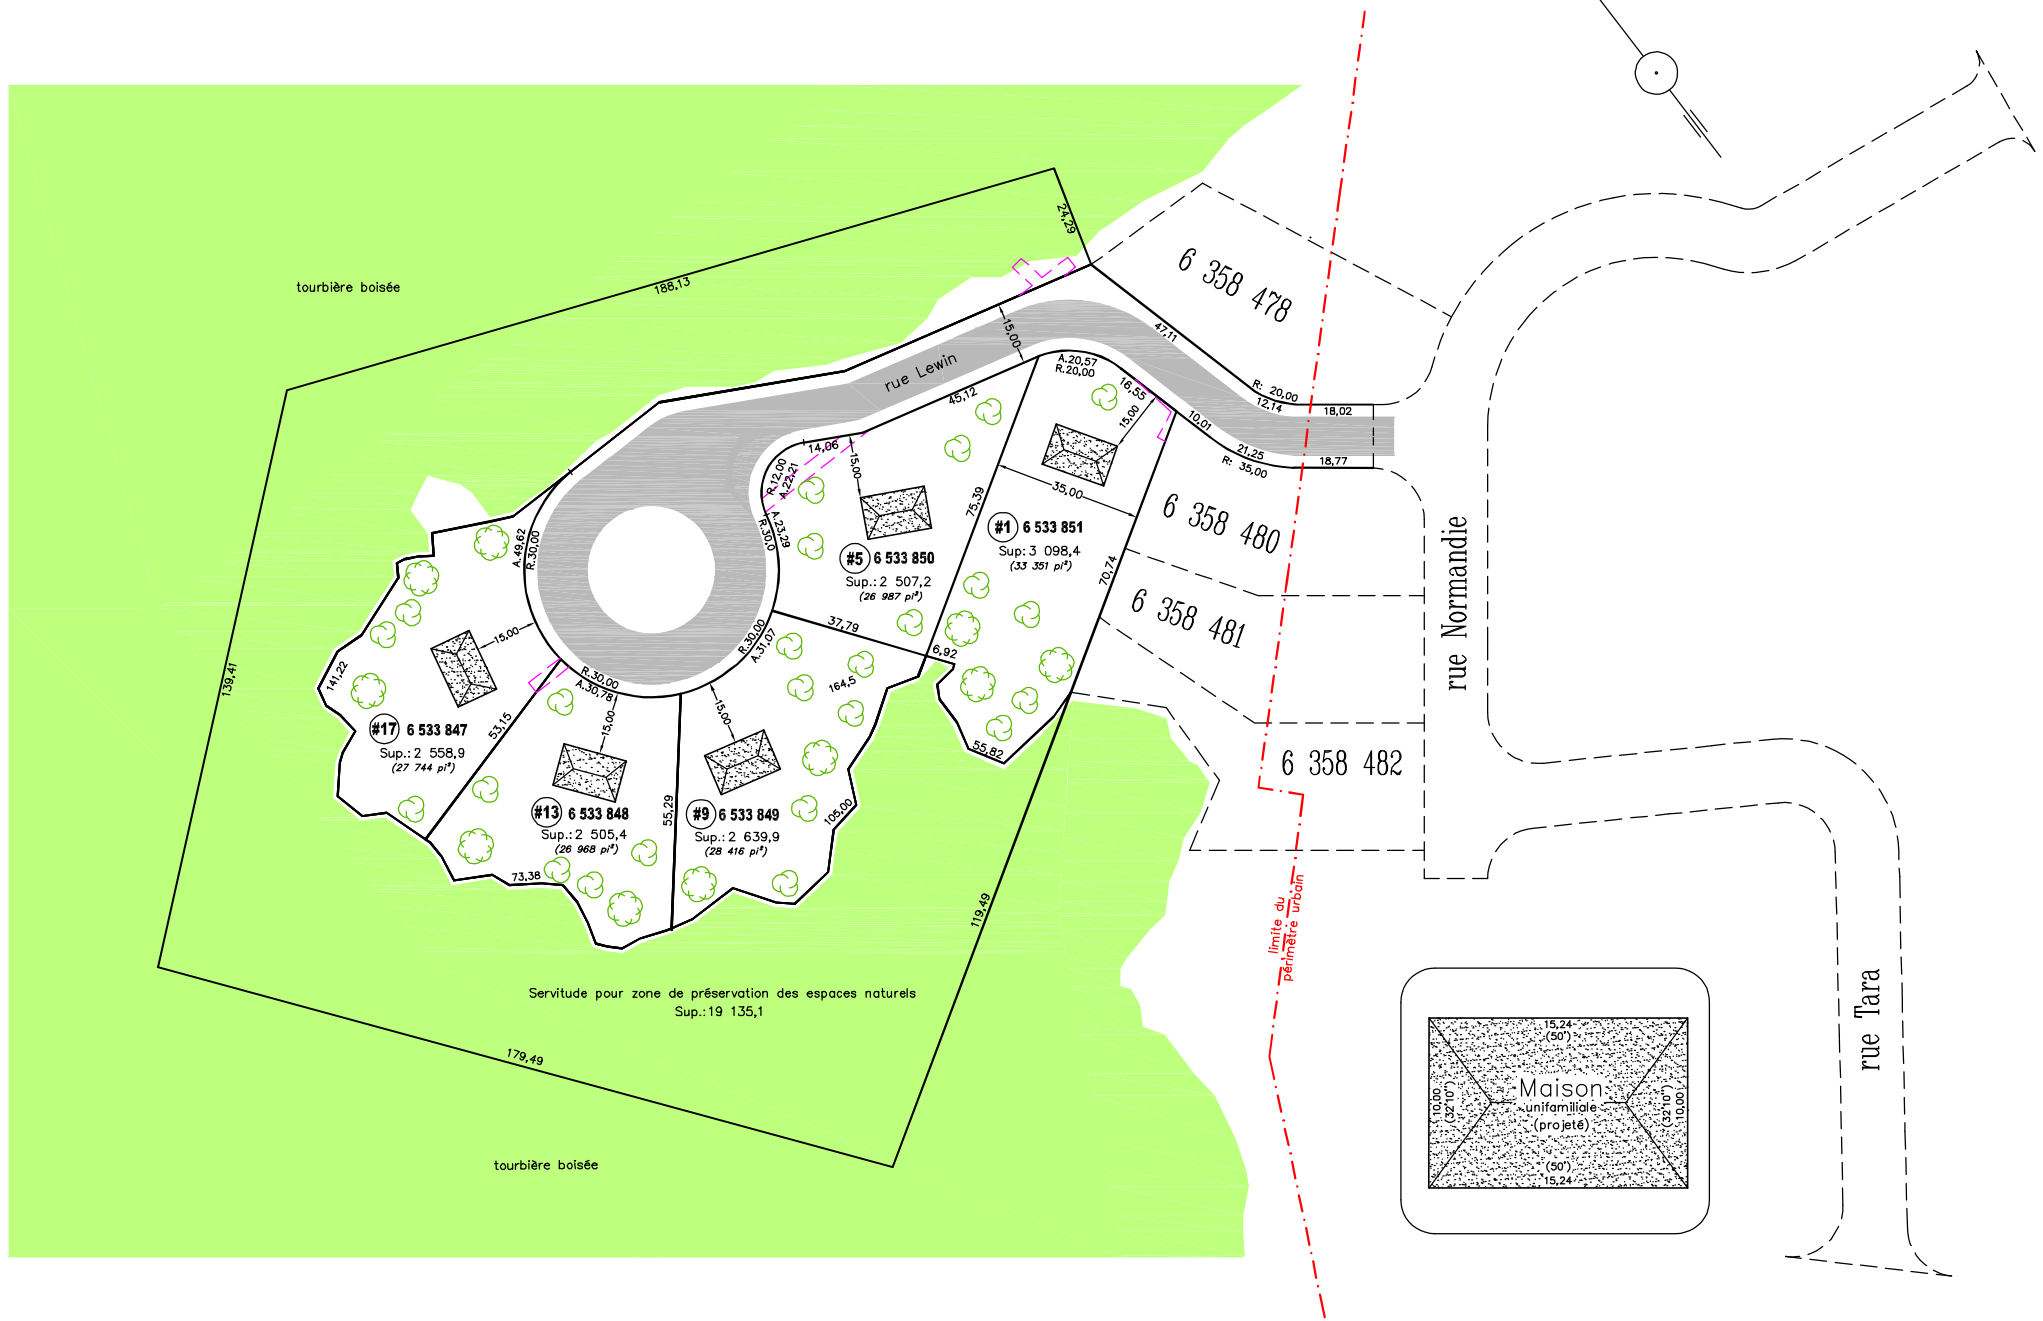 tourbière boisée
188,13
24,29
139,41
rue Lewin
15,00
45,12
14,06
R.12,00
A.22,21
A.23,29
R.30,0
15,00
A.20,57
R.20,00
16,55
15,00
47,11
R: 20,00
12,14
18,02
10,01
21,25
R: 35,00
18,77
6 358 478
6 358 480
6 358 481
6 358 482
rue Normandie
rue Tara
limite du
périmètre urbain
35,00
75,39
70,74
#1 6 533 851
Sup: 3 098,4
(33 351 pi²)
55,82
6,92
#5 6 533 850
Sup.: 2 507,2
(26 987 pi²)
37,79
A.49,62
R.30,00
15,00
141,22
#17 6 533 847
Sup.: 2 558,9
(27 744 pi²)
53,15
R.30,00
A.30,78
15,00
#13 6 533 848
Sup.: 2 505,4
(26 968 pi²)
73,38
55,29
R.30,00
A.31,07
15,00
164,5
#9 6 533 849
Sup.: 2 639,9
(28 416 pi²)
105,00
119,49
Servitude pour zone de préservation des espaces naturels
Sup.: 19 135,1
179,49
tourbière boisée
15,24
(50')
10,00
(32'10")
Maison
unifamiliale
(projeté)
(32'10")
10,00
(50')
15,24